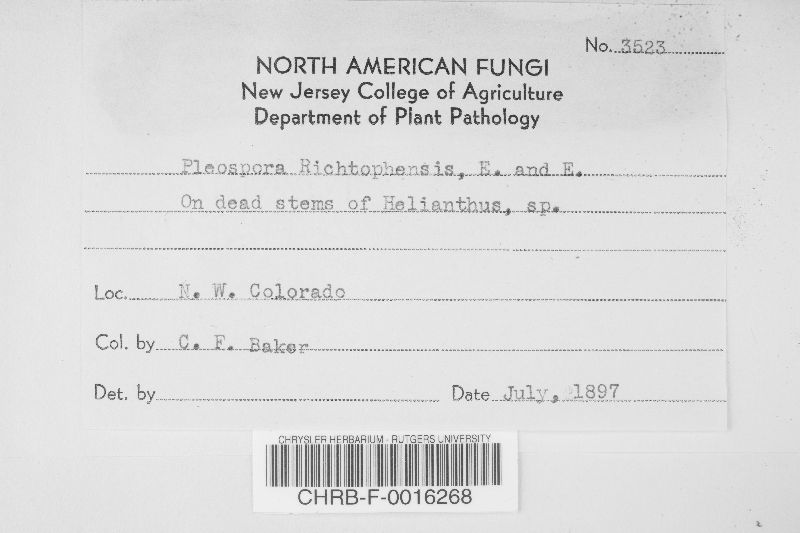 No. 3523
NORTH AMERICAN FUNGI
New Jersey College of Agriculture
Department of Plant Pathology
Pleospora Richtophensis, E. and E.
On dead stems of Helianthus, sp.
Loc. N. W. Colorado
Col. by C. F. Baker
Det. by
Date July, 1897
CHRYSLER HERBARIUM - RUTGERS UNIVERSITY
CHRB-F-0016268